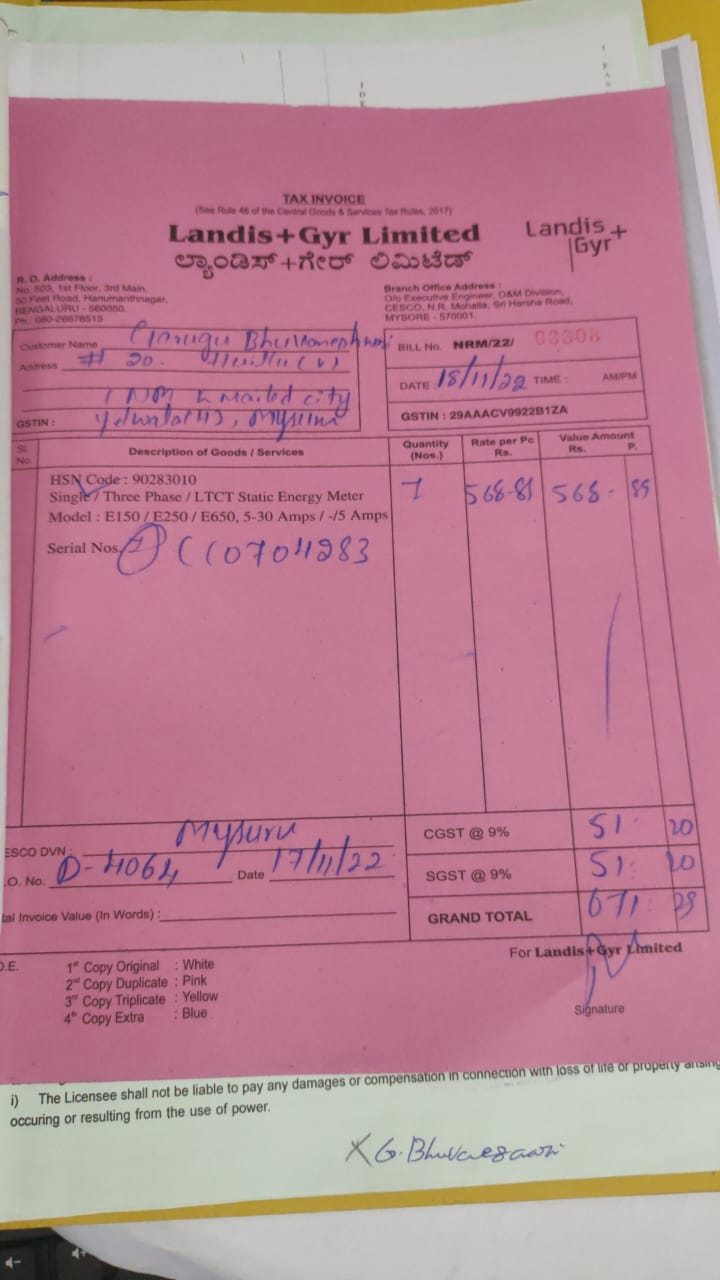 TAX INVOICE
(See Rule 46 of the Central Goods & Services Tax Rules, 2017)
Landis+Gyr Limited
ಲ್ಯಾಂಡಿಸ್+ಗೇರ್ ಲಿಮಿಟೆಡ್
Landis+
Gyr
R. O. Address :
No. 503, 1st Floor, 3rd Main,
50 Feet Road, Hanumanthnagar,
BENGALURU - 560050.
Ph : 080-26678615
Branch Office Address :
O/o Executive Engineer, O&M Division,
CESCO, N.R. Mohalla, Sri Harsha Road,
MYSORE - 570001.
Customer Name
Address # 20.
city
GSTIN :
BILL No. NRM/22/ 08308
DATE : 18/11/22 TIME : AM/PM
GSTIN : 29AAACV9922B1ZA
Sl. No. Description of Goods / Services Quantity (Nos.) Rate per Pc Rs. Value Amount Rs. P.
HSN Code : 90283010
Single / Three Phase / LTCT Static Energy Meter 1 568-85 568 - 85
Model : E150 / E250 / E650, 5-30 Amps / -/5 Amps
Serial Nos. 0704283
ESCO DVN : Mysuru
CGST @ 9% 51 20
.O. No. D-4064 Date 17/11/22
SGST @ 9% 51 20
tal Invoice Value (In Words) :
GRAND TOTAL 671 25
O.E.
1st Copy Original : White
2nd Copy Duplicate : Pink
3rd Copy Triplicate : Yellow
4th Copy Extra : Blue
For Landis+Gyr Limited
Signature
i) The Licensee shall not be liable to pay any damages or compensation in connection with loss of life or property arising
occuring or resulting from the use of power.
X G.